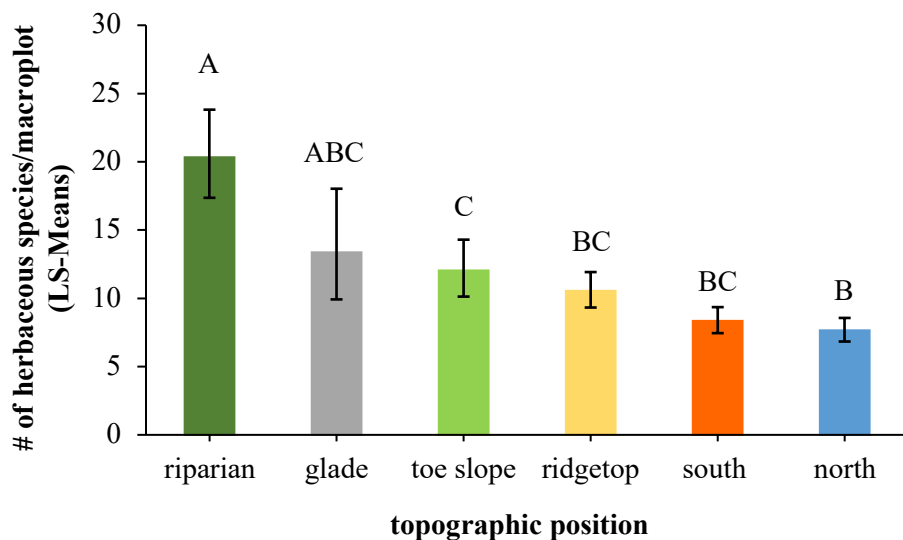 # of herbaceous species/macroplot
(LS-Means)
30
25
20
15
10
5
0
A
ABC
C
BC
BC
B
riparian
glade
toe slope
ridgetop
south
north
topographic position